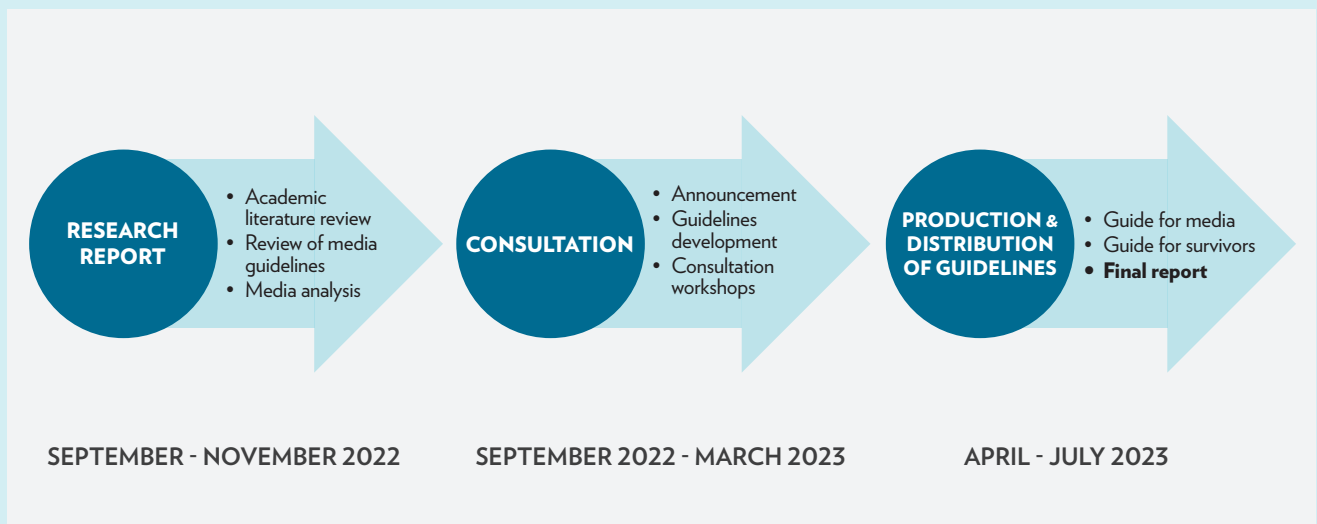 RESEARCH
REPORT
• Academic
literature review
• Review of media
guidelines
• Media analysis
CONSULTATION
• Announcement
• Guidelines
development
• Consultation
workshops
PRODUCTION &
DISTRIBUTION
OF GUIDELINES
• Guide for media
• Guide for survivors
• Final report
SEPTEMBER - NOVEMBER 2022
SEPTEMBER 2022 - MARCH 2023
APRIL - JULY 2023